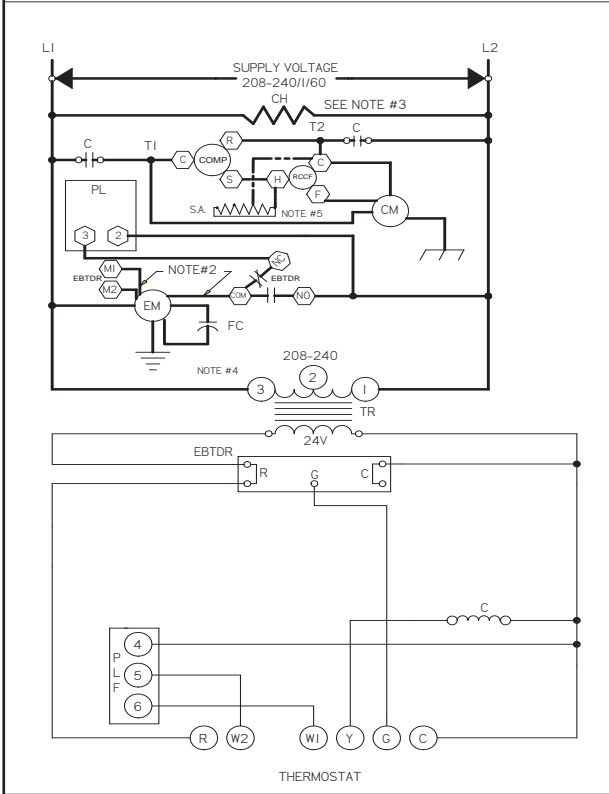 L1 L2
SUPPLY VOLTAGE
208-240/1/60
CH SEE NOTE #3
C T1 R T2 C
C COMP C
S H RCCF
F
PL S.A. NOTE #5 CM
3 2
M1 NOTE#2 NC
EBTDR EBTDR
M2 EM COM NO
FC
208-240
NOTE #4 3 2 1
TR
24V
EBTDR
R G C
C
4
P
L 5
F
6
R W2 W1 Y G C
THERMOSTAT